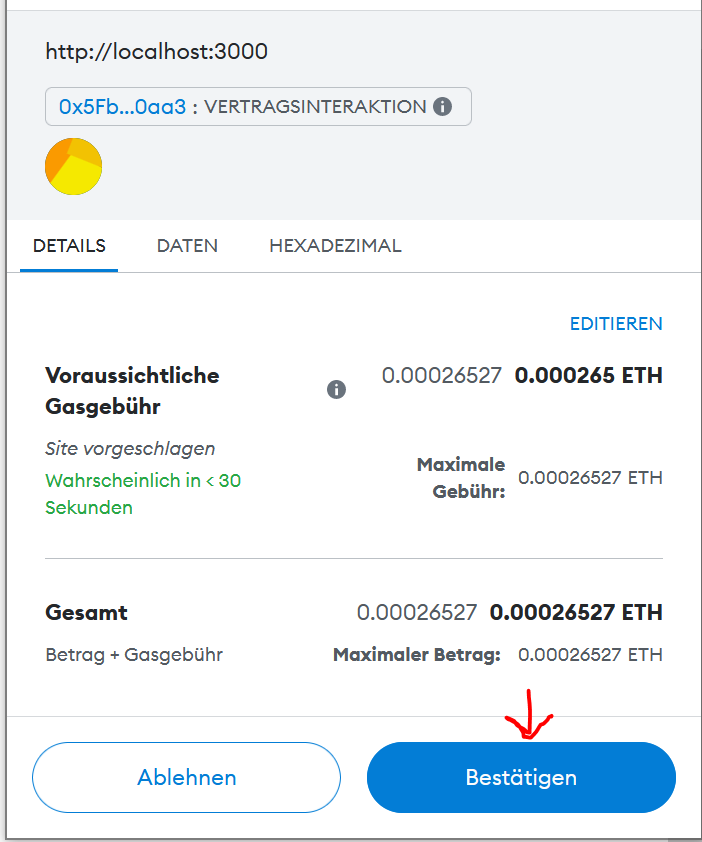 http://localhost:3000
0x5Fb...0aa3 : VERTRAGSINTERAKTION
DETAILS DATEN HEXADEZIMAL
EDITIEREN
Voraussichtliche
Gasgebühr
0.00026527 0.000265 ETH
Site vorgeschlagen
Wahrscheinlich in < 30
Sekunden
Maximale
Gebühr:
0.00026527 ETH
Gesamt 0.00026527 0.00026527 ETH
Betrag + Gasgebühr Maximaler Betrag: 0.00026527 ETH
Ablehnen Bestätigen